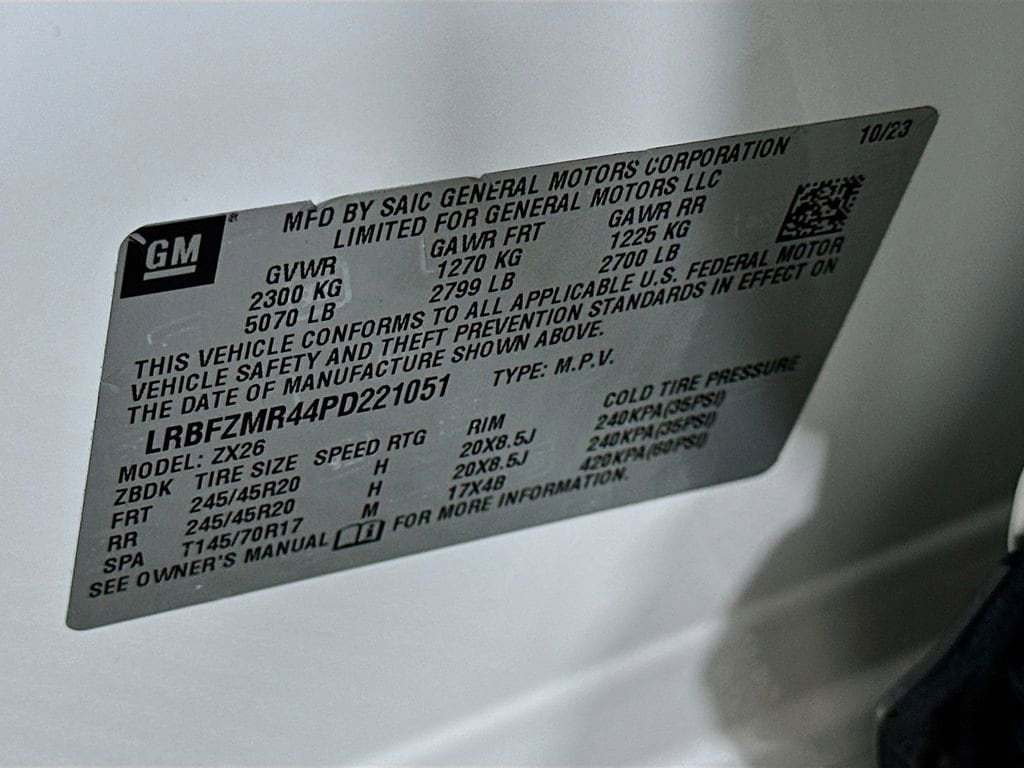 GM
10/23
MFD BY SAIC GENERAL MOTORS CORPORATION
LIMITED FOR GENERAL MOTORS LLC
GVWR GAWR FRT GAWR RR
2300 KG 1270 KG 1225 KG
5070 LB 2799 LB 2700 LB
THIS VEHICLE CONFORMS TO ALL APPLICABLE U.S. FEDERAL MOTOR
VEHICLE SAFETY AND THEFT PREVENTION STANDARDS IN EFFECT ON
THE DATE OF MANUFACTURE SHOWN ABOVE.
LRBFZMR44PD221051 TYPE: M.P.V.
MODEL: ZX26
ZBDK TIRE SIZE SPEED RTG RIM COLD TIRE PRESSURE
FRT 245/45R20 H 20X8.5J 240KPA(35PSI)
RR 245/45R20 H 20X8.5J 240KPA(35PSI)
SPA T145/70R17 M 17X4B 420KPA(60PSI)
SEE OWNER'S MANUAL FOR MORE INFORMATION.